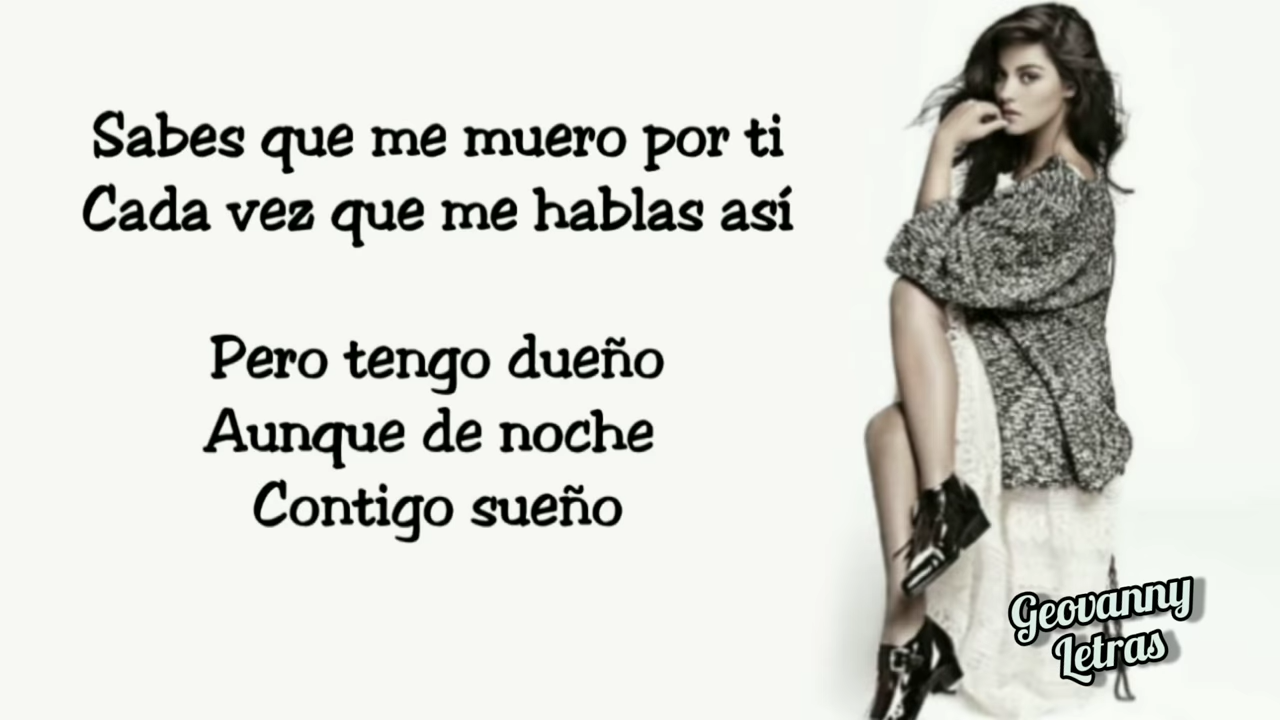 Sabes que me muero por ti
Cada vez que me hablas así
Pero tengo dueño
Aunque de noche
Contigo sueño
Geovanny
Letras